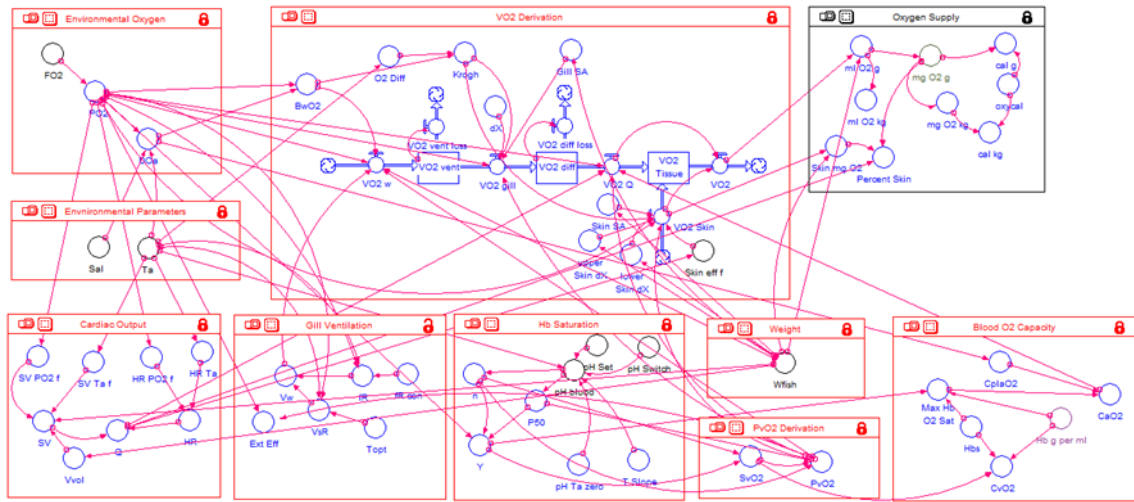 Environmental Oxygen
FO2
PO2
DOa
VO2 Derivation
O2 Diff
Krogh
Gill SA
BwO2
dX
VO2 vent loss
VO2 diff loss
VO2 w
VO2 vent
VO2 gill
VO2 diff
VO2 Q
VO2
Tissue
VO2
Skin SA
VO2 Skin
upper
Skin dX
lower
Skin dX
Skin eff f
Oxygen Supply
ml O2 g
mg O2 g
cal g
ml O2 kg
mg O2 kg
oxycal
cal kg
Skin mg O2
Percent Skin
Environmental Parameters
Sal
Ta
Cardiac Output
SV PO2 f
SV Ta f
HR PO2 f
HR Ta
SV
Q
HR
Vvol
Gill Ventilation
Vw
fR
fR con
Ext Eff
VsR
Topt
Hb Saturation
pH Set
pH Switch
pH blood
n
P50
Y
pH Ta zero
T Slope
Weight
Wfish
PvO2 Derivation
SvO2
PvO2
Blood O2 Capacity
CplaO2
Max Hb
O2 Sat
CaO2
Hbs
Hb g per ml
CvO2